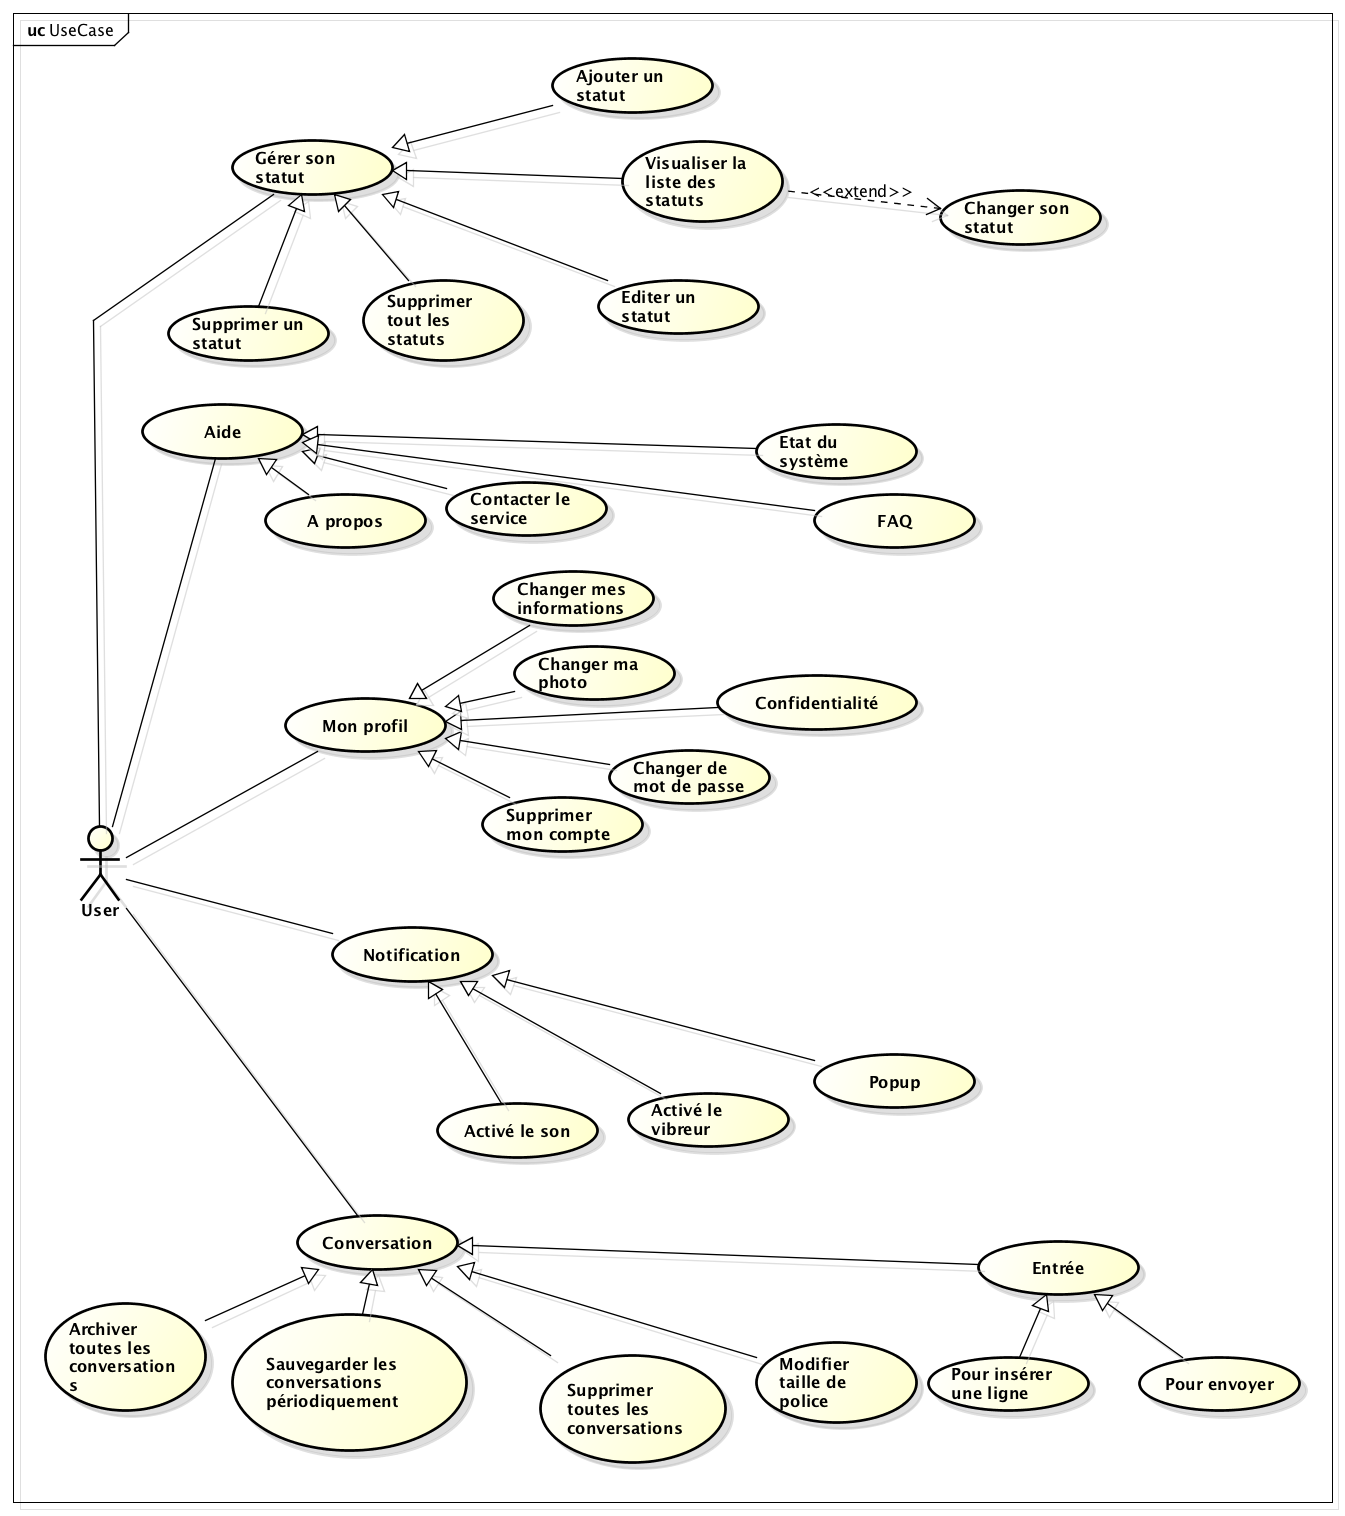 uc UseCase
Ajouter un
statut
Gérer son
statut
Visualiser la
liste des
statuts
<<extend>>
Changer son
statut
Supprimer un
statut
Supprimer
tout les
statuts
Editer un
statut
Aide
Etat du
système
A propos
Contacter le
service
FAQ
Changer mes
informations
Changer ma
photo
Confidentialité
Mon profil
Changer de
mot de passe
Supprimer
mon compte
User
Notification
Popup
Activé le son
Activé le
vibreur
Conversation
Entrée
Archiver
toutes les
conversation
s
Sauvegarder les
conversations
périodiquement
Supprimer
toutes les
conversations
Modifier
taille de
police
Pour insérer
une ligne
Pour envoyer